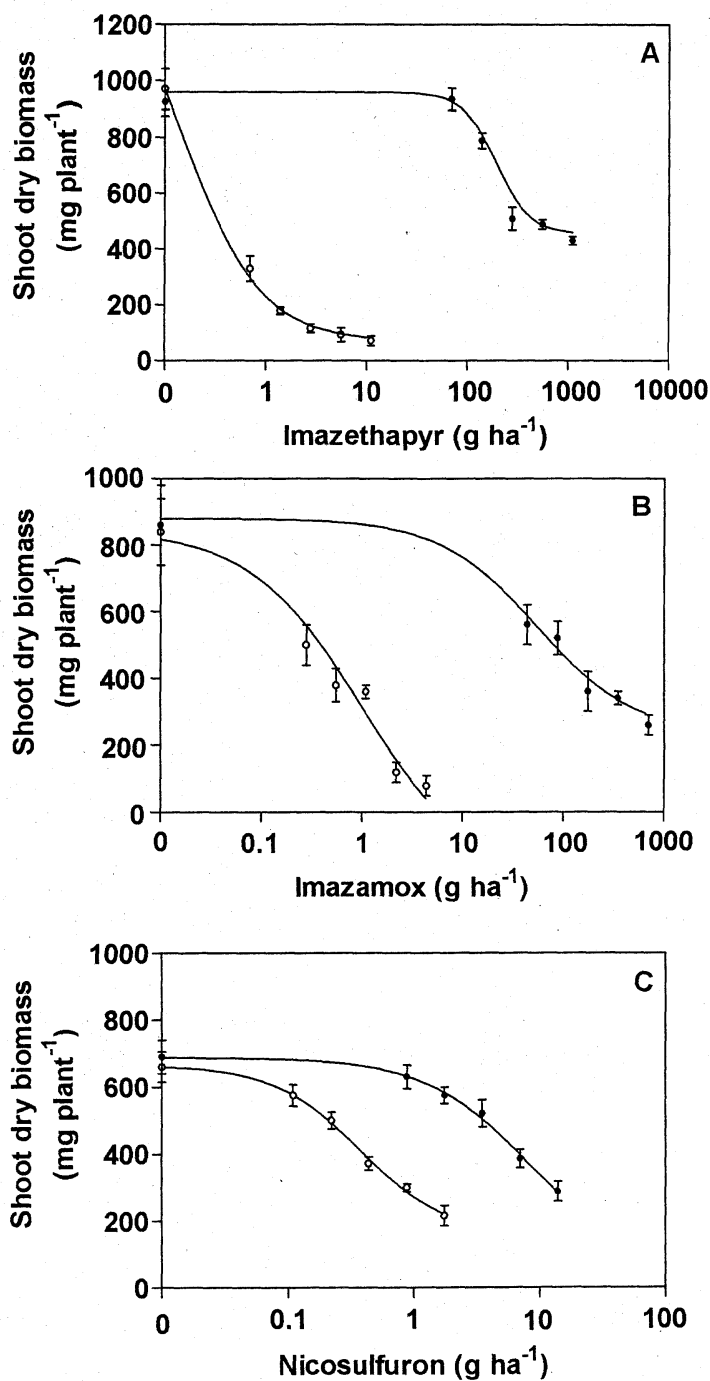 A
Shoot dry biomass
(mg plant-1)
1200
1000
800
600
400
200
0
0 1 10 100 1000 10000
Imazethapyr (g ha-1)
B
Shoot dry biomass
(mg plant-1)
1000
800
600
400
200
0
0 0.1 1 10 100 1000
Imazamox (g ha-1)
C
Shoot dry biomass
(mg plant-1)
1000
800
600
400
200
0
0 0.1 1 10 100
Nicosulfuron (g ha-1)